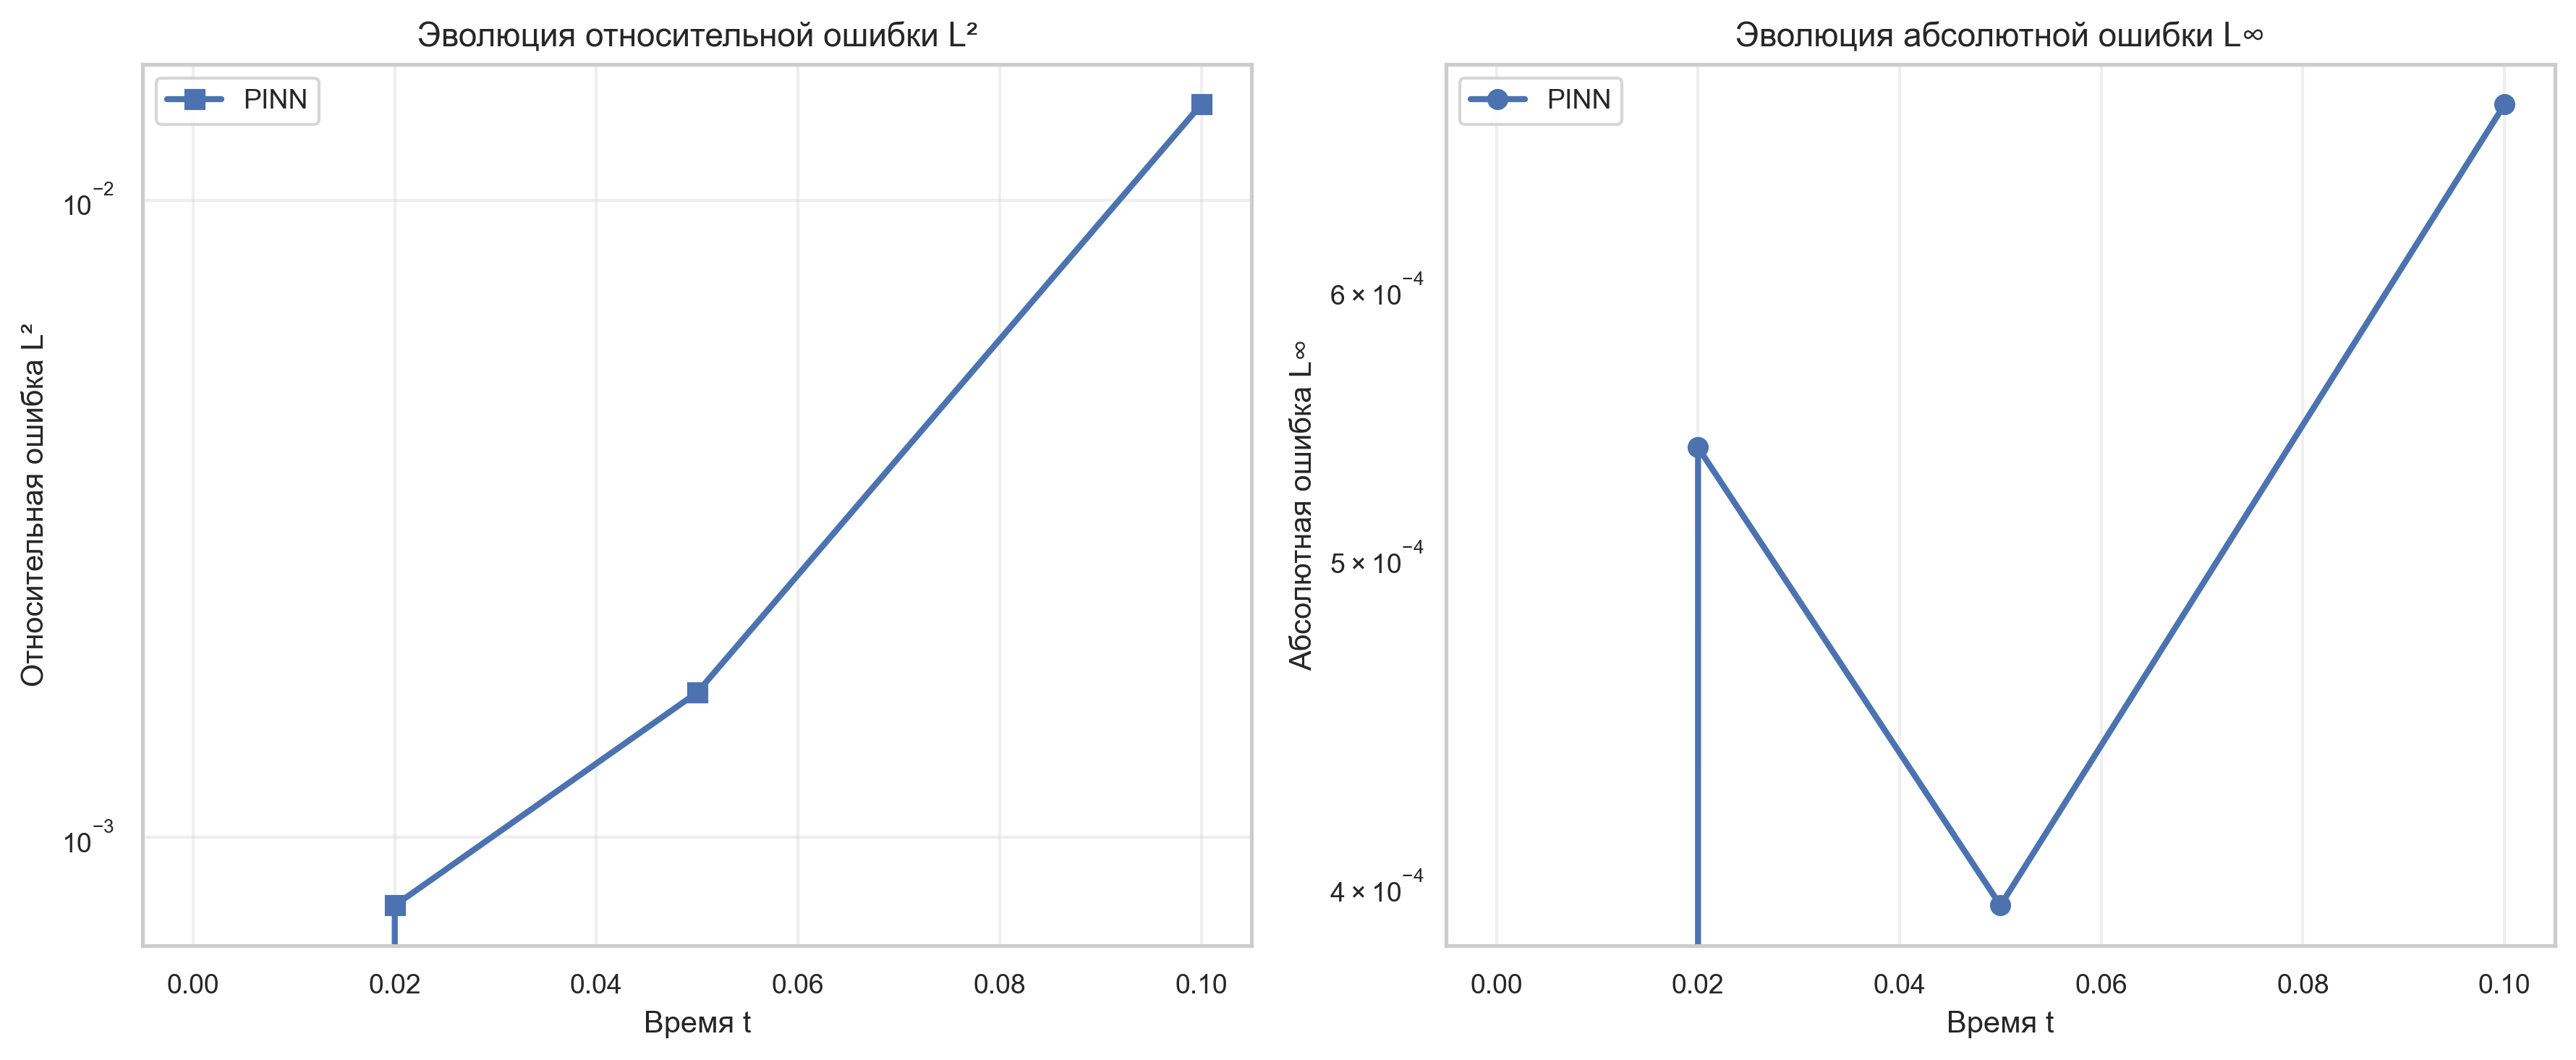 Эволюция относительной ошибки L²
PINN
Относительная ошибка L²
10⁻²
10⁻³
0.00 0.02 0.04 0.06 0.08 0.10
Время t
Эволюция абсолютной ошибки L∞
PINN
Абсолютная ошибка L∞
6 × 10⁻⁴
5 × 10⁻⁴
4 × 10⁻⁴
0.00 0.02 0.04 0.06 0.08 0.10
Время t